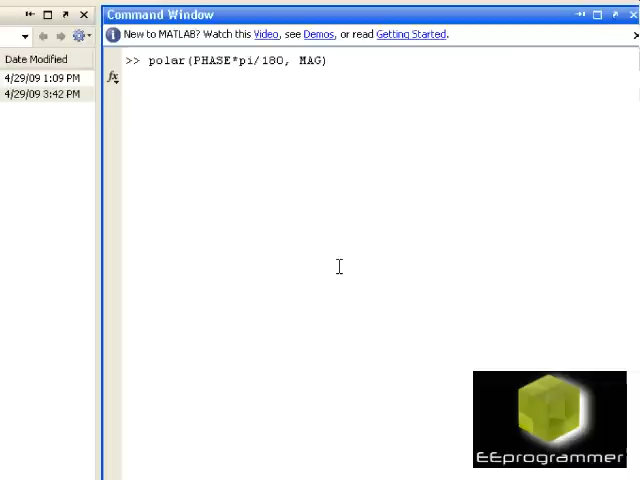 Command Window
New to MATLAB? Watch this Video, see Demos, or read Getting Started.
Date Modified
4/29/09 1:09 PM
4/29/09 3:42 PM
>> polar(PHASE*pi/180, MAG)
fx
EEprogrammer